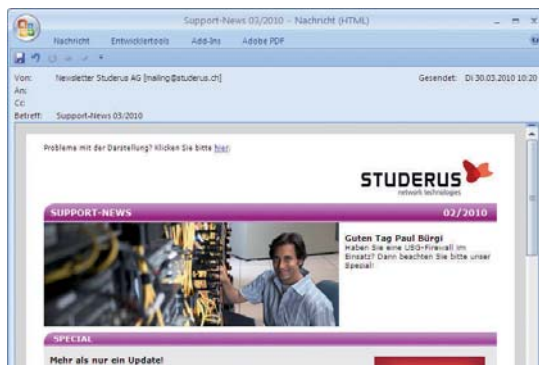 Support-News 03/2010 - Nachricht (HTML)
Nachricht Entwicklertools Add-Ins Adobe PDF
Von: Newsletter Studerus AG [mailing@studerus.ch] Gesendet: Di 30.03.2010 10:20
An:
Cc:
Betreff: Support-News 03/2010
Probleme mit der Darstellung? Klicken Sie bitte hier.
STUDERUS
network technologies
SUPPORT-NEWS 02/2010
Guten Tag Paul Bürgi
Haben Sie eine USG-Firewall im
Einsatz? Dann beachten Sie bitte unser
Spezial!
SPECIAL
Mehr als nur ein Update!